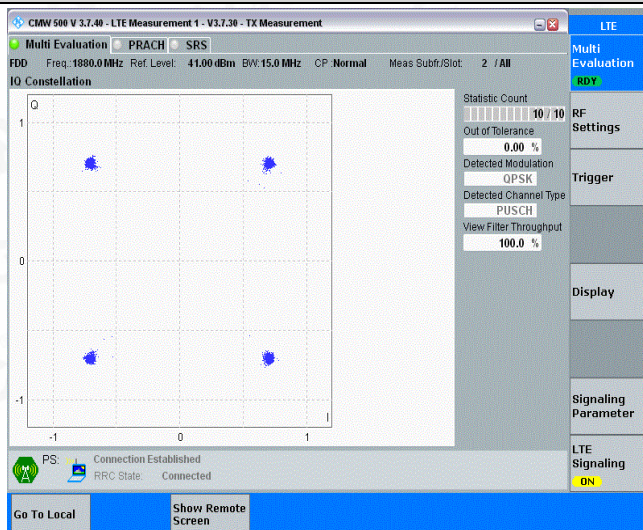 CMW 500 V 3.7.40 - LTE Measurement 1 - V3.7.30 - TX Measurement
LTE
Multi Evaluation PRACH SRS
FDD Freq.:1880.0 MHz Ref. Level: 41.00 dBm BW:15.0 MHz CP :Normal Meas Subfr./Slot: 2 / All
IQ Constellation
Q
1
0
-1
-1 0 1
I
Statistic Count
10 / 10
Out of Tolerance
0.00 %
Detected Modulation
QPSK
Detected Channel Type
PUSCH
View Filter Throughput
100.0 %
Multi
Evaluation
RDY
RF
Settings
Trigger
Display
Signaling
Parameter
LTE
Signaling
ON
PS: Connection Established
RRC State: Connected
Go To Local
Show Remote
Screen